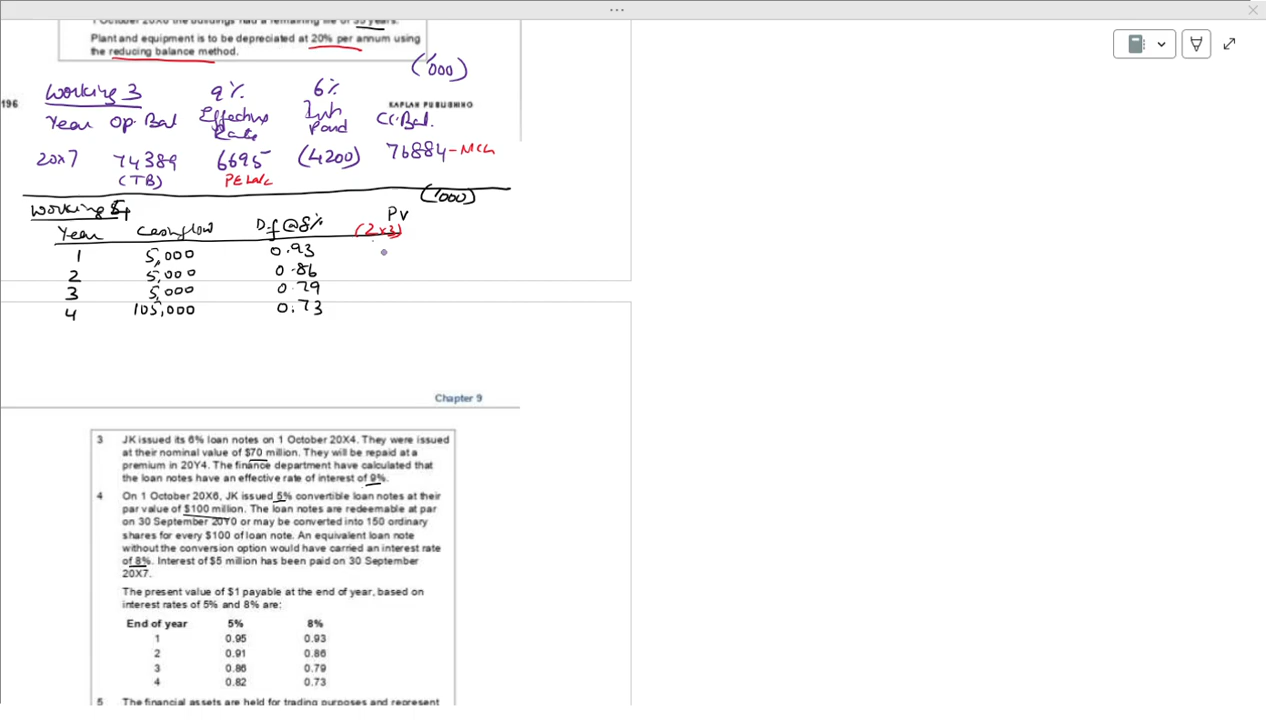 Plant and equipment is to be depreciated at 20% per annum using
the reducing balance method.
('000)
196
KAPLAN PUBLISHING
Working 3
9%
6%
Year Op. Bal Effective Rate Int Paid Cl. Bal.
20x7 74389 6695 (4200) 76884 - NCL
(TB)
('000)
Year Cashflow D.f @8% PV
(2x3)
1 5,000 0.93
2 5,000 0.86
3 5,000 0.79
4 105,000 0.73
Chapter 9
3 JK issued its 6% loan notes on 1 October 20X4. They were issued
at their nominal value of $70 million. They will be repaid at a
premium in 20Y4. The finance department have calculated that
the loan notes have an effective rate of interest of 9%.
4 On 1 October 20X6, JK issued 5% convertible loan notes at their
par value of $100 million. The loan notes are redeemable at par
on 30 September 20Y0 or may be converted into 150 ordinary
shares for every $100 of loan note. An equivalent loan note
without the conversion option would have carried an interest rate
of 8%. Interest of $5 million has been paid on 30 September
20X7.
The present value of $1 payable at the end of year, based on
interest rates of 5% and 8% are:
End of year 5% 8%
1 0.95 0.93
2 0.91 0.86
3 0.86 0.79
4 0.82 0.73
5 The financial assets are held for trading purposes and represent